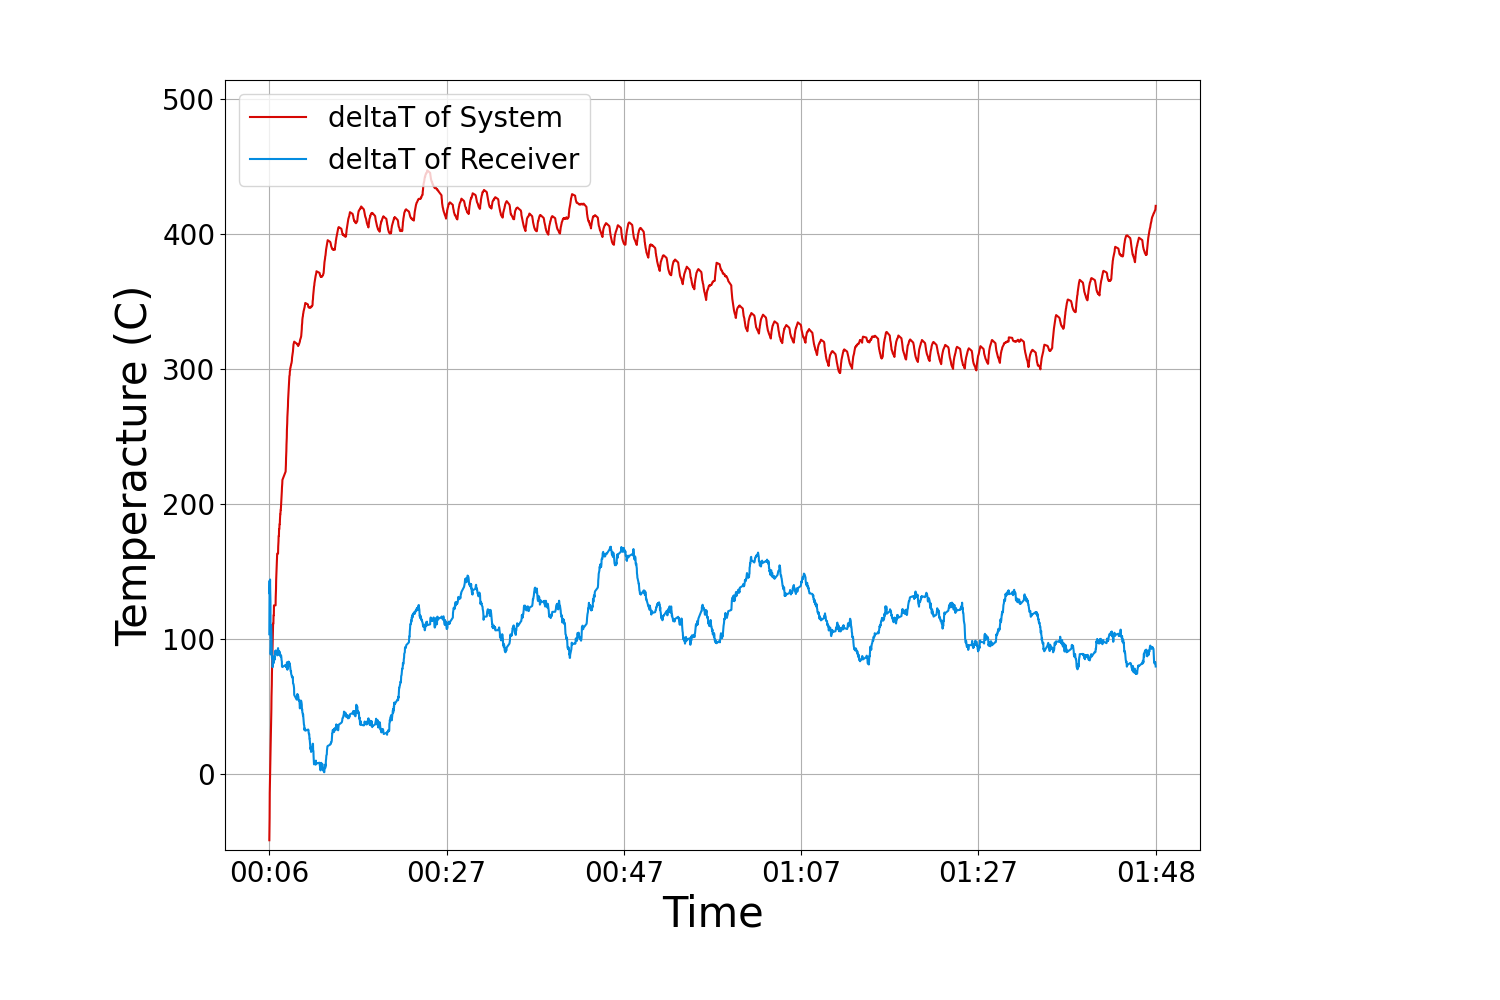 500
400
300
200
100
0
deltaT of System
deltaT of Receiver
Temperacture (C)
00:06 00:27 00:47 01:07 01:27 01:48
Time